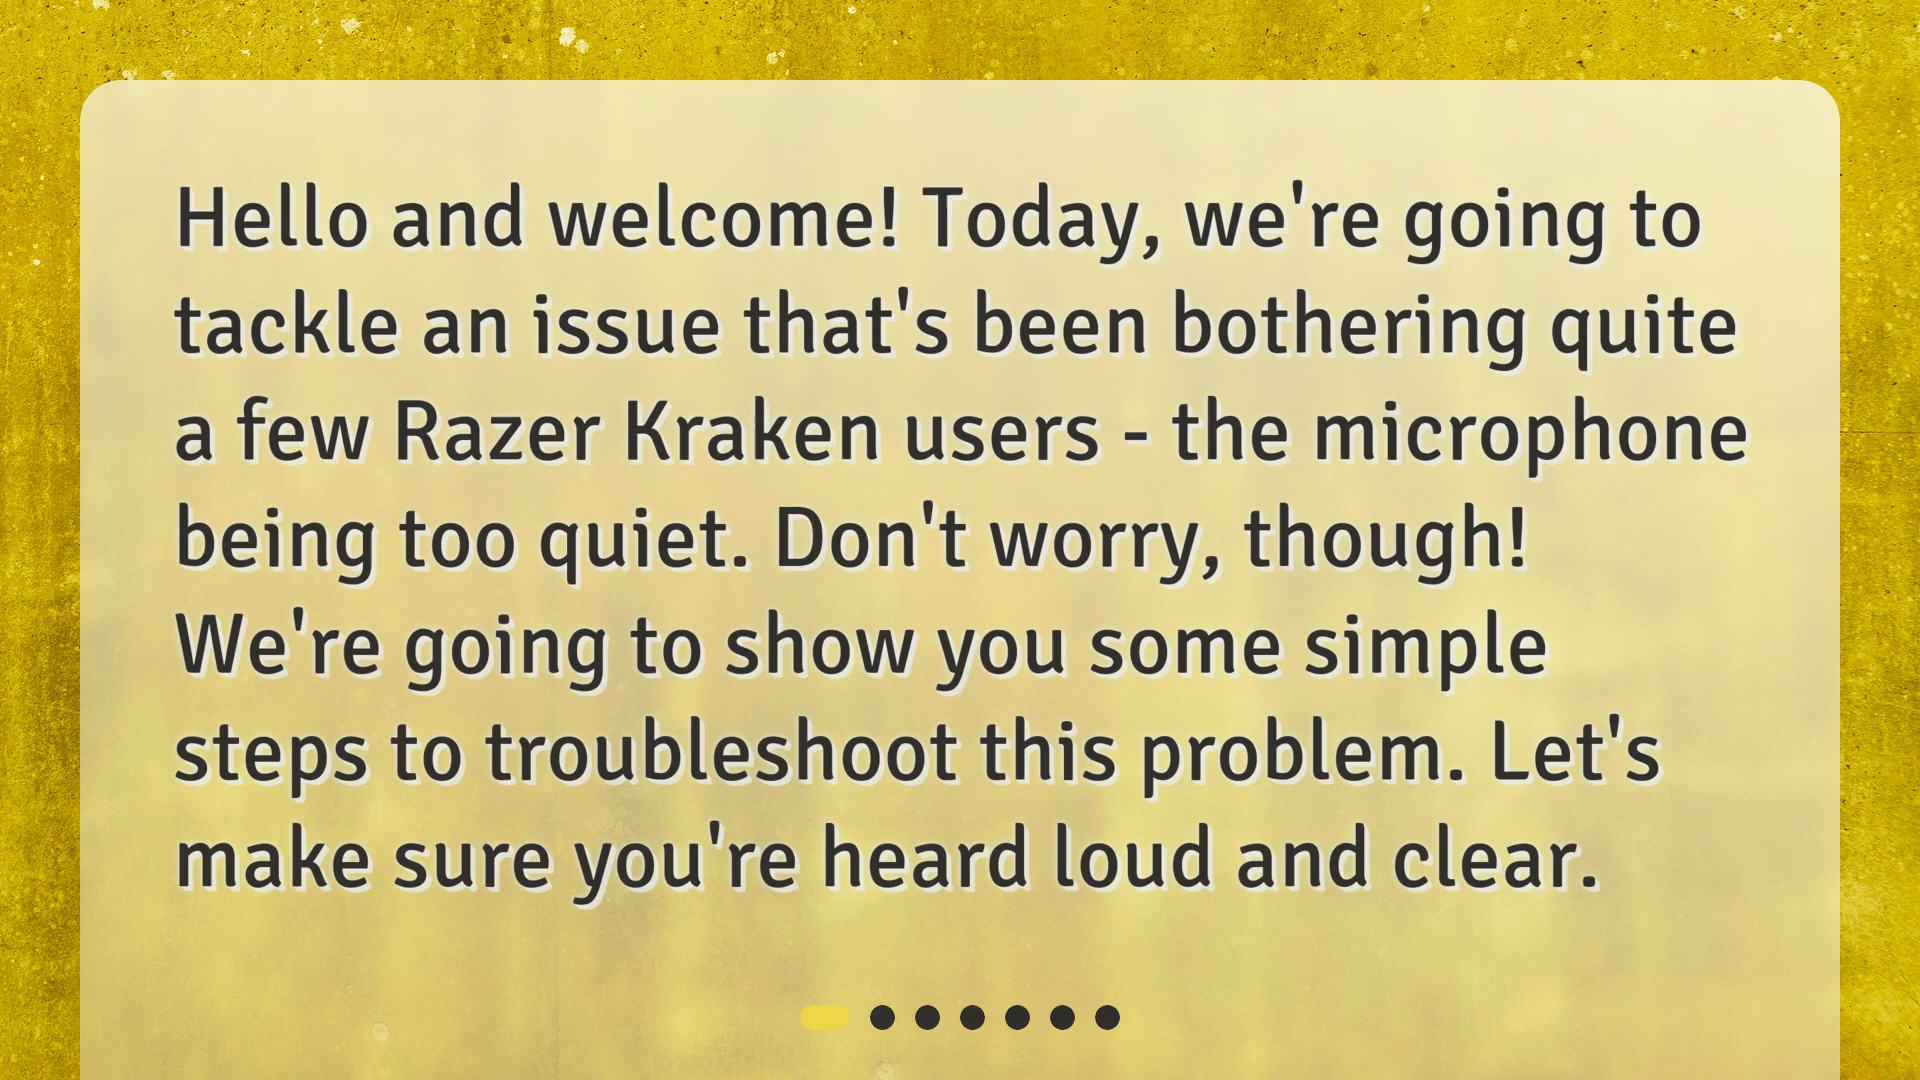 Hello and welcome! Today, we're going to
tackle an issue that's been bothering quite
a few Razer Kraken users - the microphone
being too quiet. Don't worry, though!
We're going to show you some simple
steps to troubleshoot this problem. Let's
make sure you're heard loud and clear.